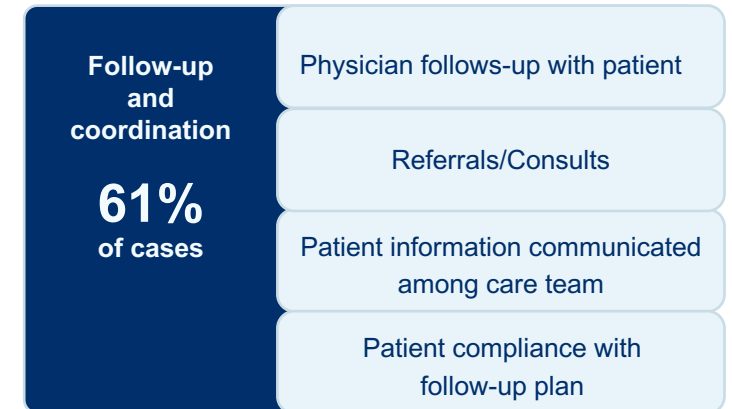 Follow-up
and
coordination
61%
of cases
Physician follows-up with patient
Referrals/Consults
Patient information communicated
among care team
Patient compliance with
follow-up plan